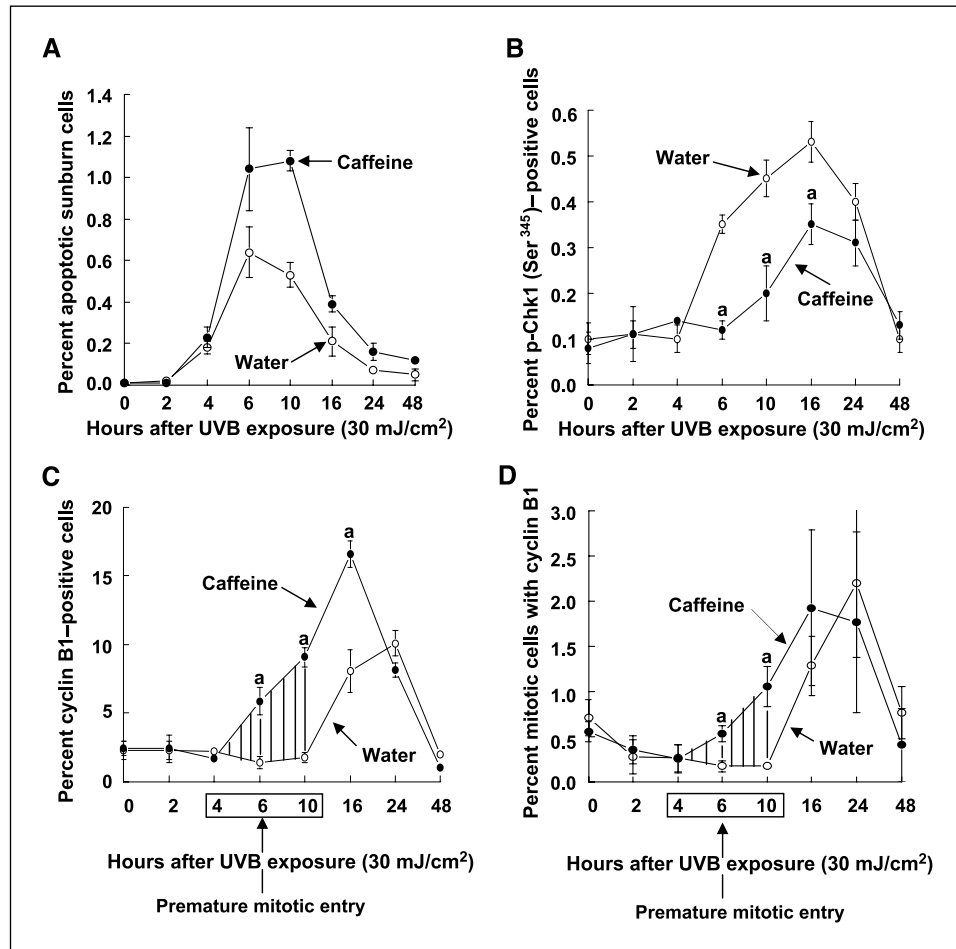 A
Percent apoptotic sunburn cells
1.4
1.2
1.0
0.8
0.6
0.4
0.2
0.0
Caffeine
Water
0 2 4 6 10 16 24 48
Hours after UVB exposure (30 mJ/cm²)
B
Percent p-Chk1 (Ser³⁴⁵)–positive cells
0.6
0.5
0.4
0.3
0.2
0.1
0.0
Water
a
a
a
Caffeine
0 2 4 6 10 16 24 48
Hours after UVB exposure (30 mJ/cm²)
C
Percent cyclin B1–positive cells
20
15
10
5
0
a
Caffeine
a
a
Water
0 2 4 6 10 16 24 48
Hours after UVB exposure (30 mJ/cm²)
Premature mitotic entry
D
Percent mitotic cells with cyclin B1
3.0
2.5
2.0
1.5
1.0
0.5
0.0
Caffeine
a
a
Water
0 2 4 6 10 16 24 48
Hours after UVB exposure (30 mJ/cm²)
Premature mitotic entry